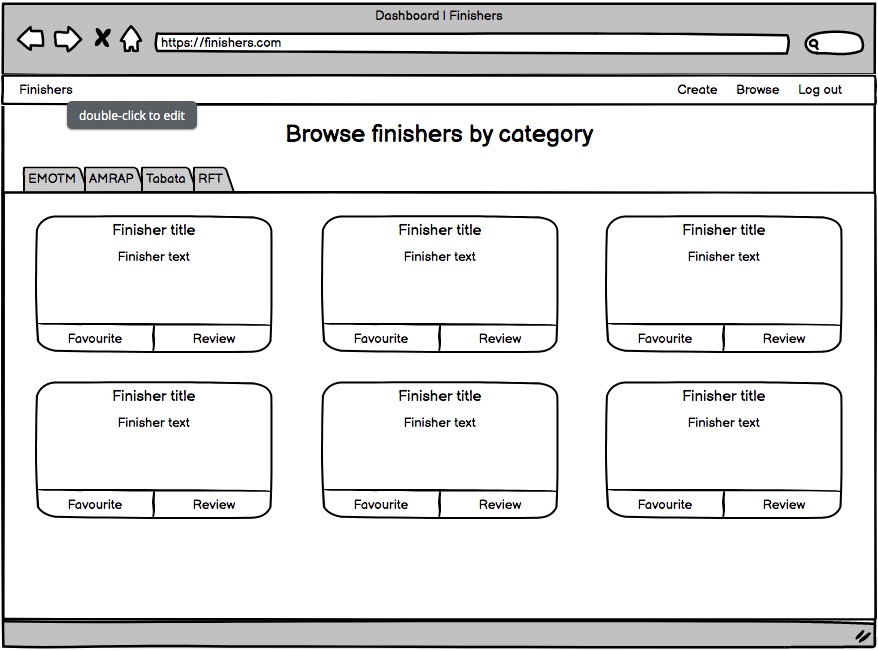 Dashboard | Finishers
https://finishers.com
Finishers Create Browse Log out
double-click to edit
Browse finishers by category
EMOTM AMRAP Tabata RFT
Finisher title Finisher title Finisher title
Finisher text Finisher text Finisher text
Favourite Review Favourite Review Favourite Review
Finisher title Finisher title Finisher title
Finisher text Finisher text Finisher text
Favourite Review Favourite Review Favourite Review